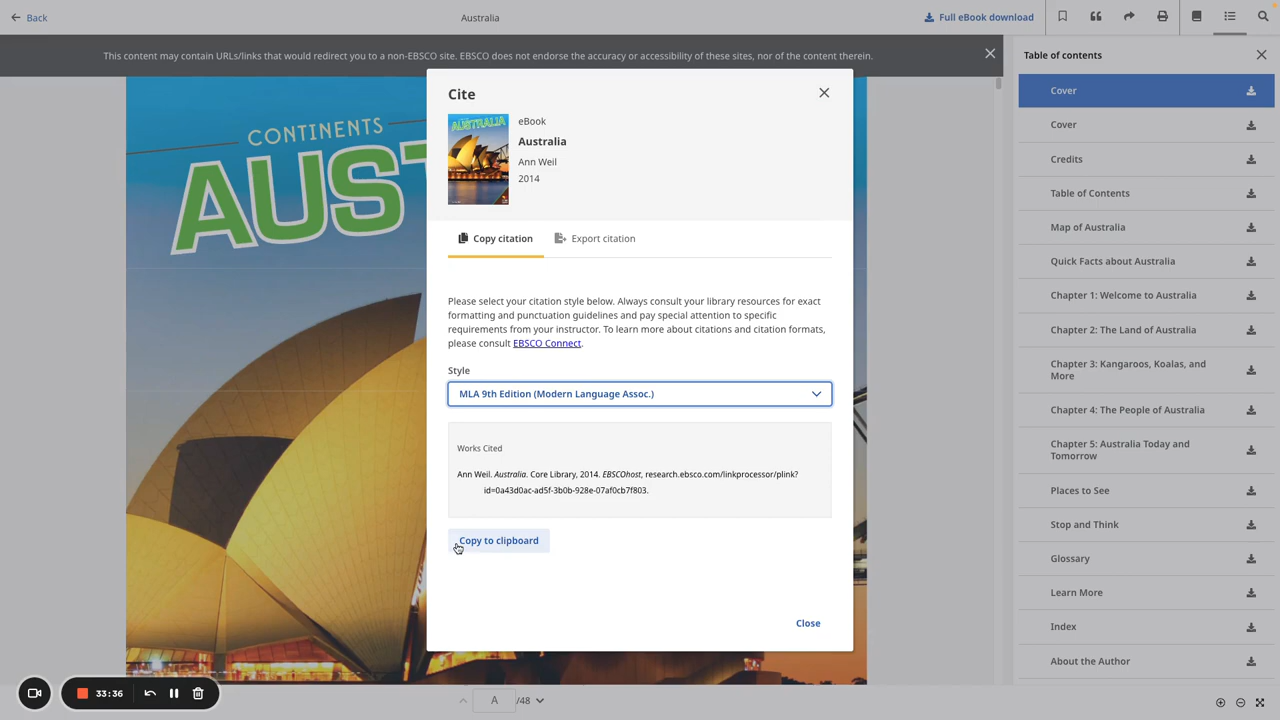 Back
Australia
Full eBook download
This content may contain URLs/links that would redirect you to a non-EBSCO site. EBSCO does not endorse the accuracy or accessibility of these sites, nor of the content therein.
CONTINENTS
AUST
Cite
eBook
AUSTRALIA
Australia
Ann Weil
2014
Copy citation
Export citation
Please select your citation style below. Always consult your library resources for exact
formatting and punctuation guidelines and pay special attention to specific
requirements from your instructor. To learn more about citations and citation formats,
please consult EBSCO Connect.
Style
MLA 9th Edition (Modern Language Assoc.)
Works Cited
Ann Weil. Australia. Core Library, 2014. EBSCOhost, research.ebsco.com/linkprocessor/plink?
id=0a43d0ac-ad5f-3b0b-928e-07af0cb7f803.
Copy to clipboard
Close
Table of contents
Cover
Cover
Credits
Table of Contents
Map of Australia
Quick Facts about Australia
Chapter 1: Welcome to Australia
Chapter 2: The Land of Australia
Chapter 3: Kangaroos, Koalas, and
More
Chapter 4: The People of Australia
Chapter 5: Australia Today and
Tomorrow
Places to See
Stop and Think
Glossary
Learn More
Index
About the Author
33:36
A
/48